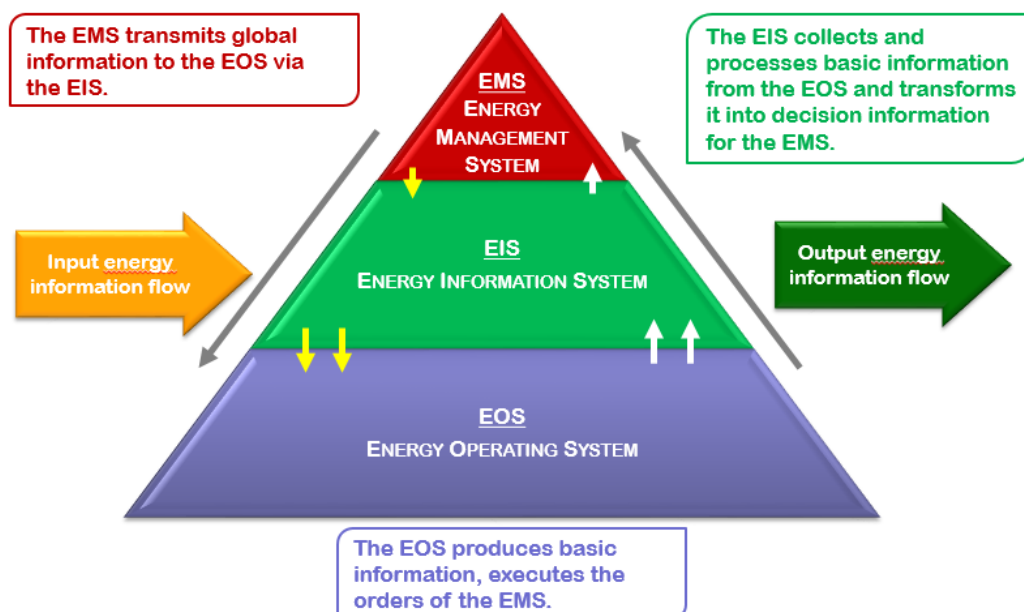 The EMS transmits global
information to the EOS via
the EIS.
The EIS collects and
processes basic information
from the EOS and transforms
it into decision information
for the EMS.
EMS
ENERGY
MANAGEMENT
SYSTEM
Input energy
information flow
EIS
ENERGY INFORMATION SYSTEM
Output energy
information flow
EOS
ENERGY OPERATING SYSTEM
The EOS produces basic
information, executes the
orders of the EMS.